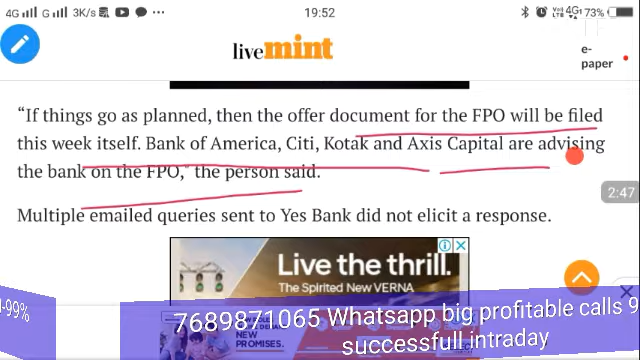 4G G 3K/s 19:52 4G 73%
livemint
e-
paper
“If things go as planned, then the offer document for the FPO will be filed
this week itself. Bank of America, Citi, Kotak and Axis Capital are advising
the bank on the FPO," the person said.
2:47
Multiple emailed queries sent to Yes Bank did not elicit a response.
Live the thrill.
The Spirited New VERNA
-99%
7689871065 Whatsapp big profitable calls 9
successfull intraday
NEW
PROMISES.